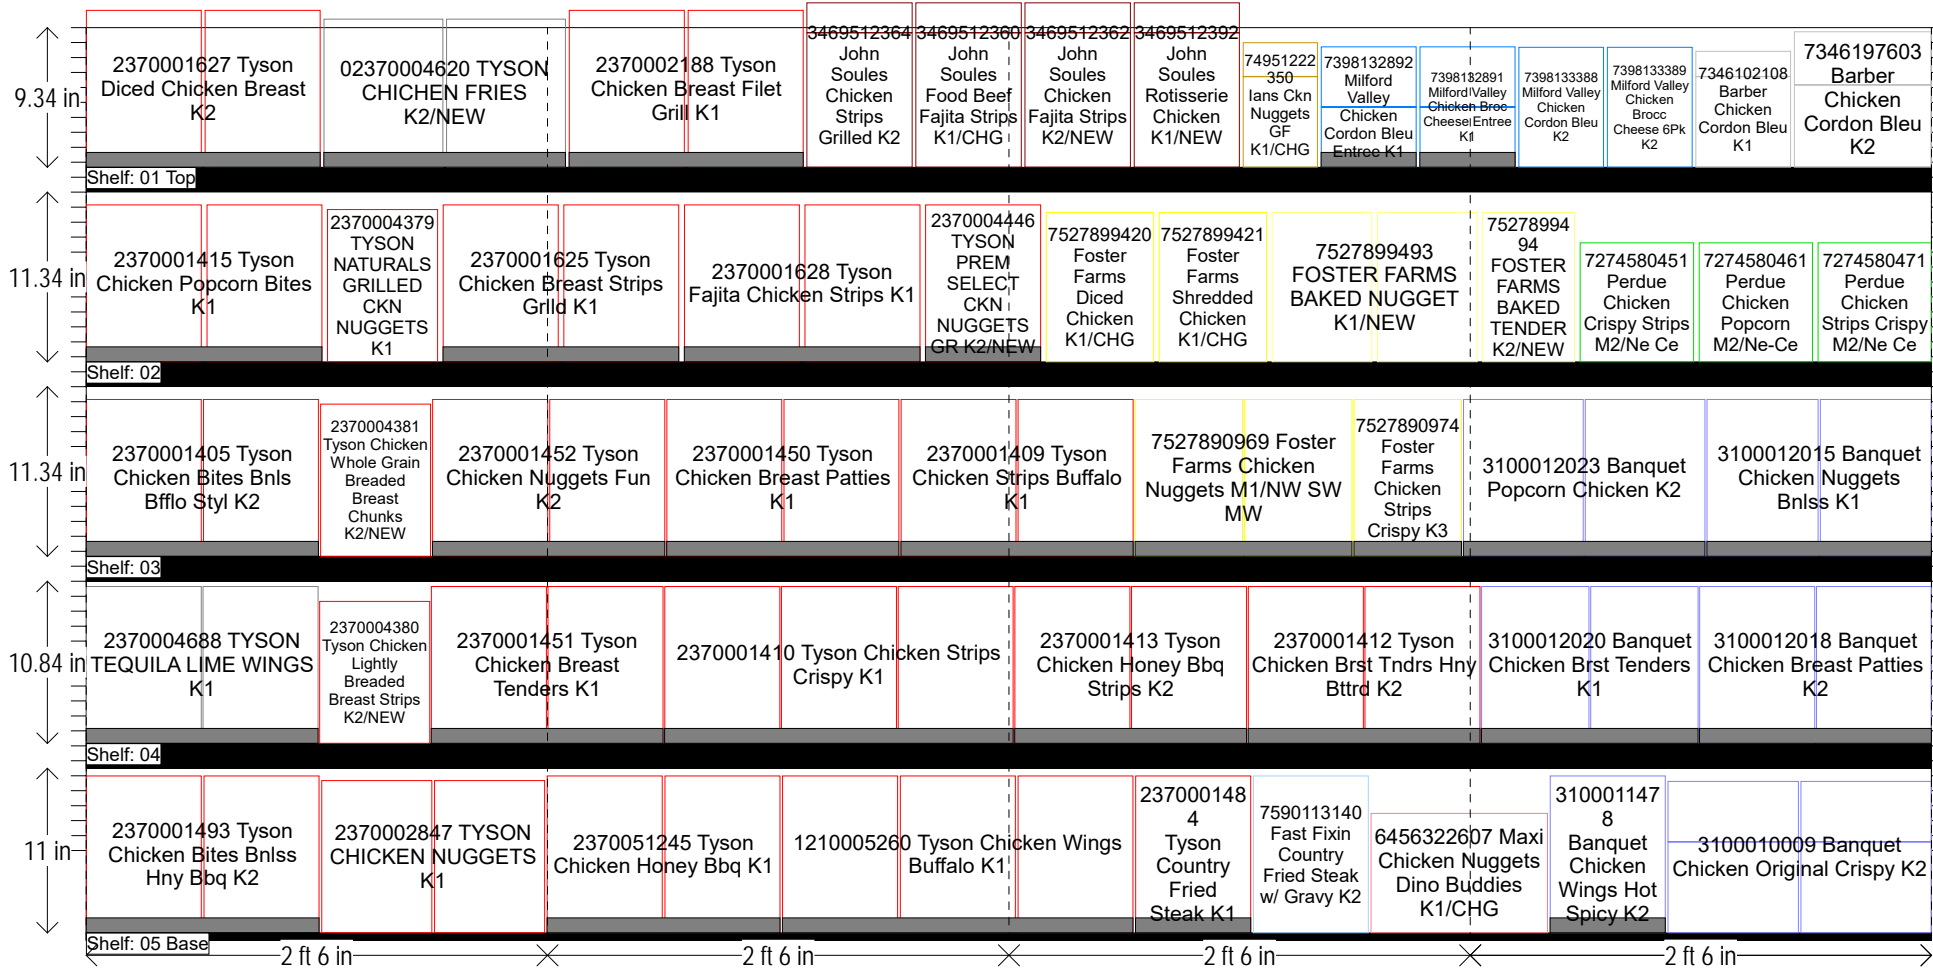 9.34 in
2370001627 Tyson
Diced Chicken Breast
K2
02370004620 TYSON
CHICHEN FRIES
K2/NEW
2370002188 Tyson
Chicken Breast Filet
Grill K1
3469512364
John
Soules
Chicken
Strips
Grilled K2
3469512360
John
Soules
Food Beef
Fajita Strips
K1/CHG
3469512362
John
Soules
Chicken
Fajita Strips
K2/NEW
3469512392
John
Soules
Rotisserie
Chicken
K1/NEW
74951222
350
Ians Ckn
Nuggets
GF
K1/CHG
7398132892
Milford
Valley
Chicken
Cordon Bleu
Entree K1
7398132891
Milford Valley
Chicken Broc
Cheese Entree
K1
7398133388
Milford Valley
Chicken
Cordon Bleu
K2
7398133389
Milford Valley
Chicken
Brocc
Cheese 6Pk
K2
7346102108
Barber
Chicken
Cordon Bleu
K1
7346197603
Barber
Chicken
Cordon Bleu
K2
Shelf: 01 Top
11.34 in
2370001415 Tyson
Chicken Popcorn Bites
K1
2370004379
TYSON
NATURALS
GRILLED
CKN
NUGGETS
K1
2370001625 Tyson
Chicken Breast Strips
Grlld K1
2370001628 Tyson
Fajita Chicken Strips K1
2370004446
TYSON
PREM
SELECT
CKN
NUGGETS
GR K2/NEW
7527899420
Foster
Farms
Diced
Chicken
K1/CHG
7527899421
Foster
Farms
Shredded
Chicken
K1/CHG
7527899493
FOSTER FARMS
BAKED NUGGET
K1/NEW
75278994
94
FOSTER
FARMS
BAKED
TENDER
K2/NEW
7274580451
Perdue
Chicken
Crispy Strips
M2/Ne Ce
7274580461
Perdue
Chicken
Popcorn
M2/Ne-Ce
7274580471
Perdue
Chicken
Strips Crispy
M2/Ne Ce
Shelf: 02
11.34 in
2370001405 Tyson
Chicken Bites Bnls
Bfflo Styl K2
2370004381
Tyson Chicken
Whole Grain
Breaded
Breast
Chunks
K2/NEW
2370001452 Tyson
Chicken Nuggets Fun
K2
2370001450 Tyson
Chicken Breast Patties
K1
2370001409 Tyson
Chicken Strips Buffalo
K1
7527890969 Foster
Farms Chicken
Nuggets M1/NW SW
MW
7527890974
Foster
Farms
Chicken
Strips
Crispy K3
3100012023 Banquet
Popcorn Chicken K2
3100012015 Banquet
Chicken Nuggets
Bnlss K1
Shelf: 03
10.84 in
2370004688 TYSON
TEQUILA LIME WINGS
K1
2370004380
Tyson Chicken
Lightly
Breaded
Breast Strips
K2/NEW
2370001451 Tyson
Chicken Breast
Tenders K1
2370001410 Tyson Chicken Strips
Crispy K1
2370001413 Tyson
Chicken Honey Bbq
Strips K2
2370001412 Tyson
Chicken Brst Tndrs Hny
Bttrd K2
3100012020 Banquet
Chicken Brst Tenders
K1
3100012018 Banquet
Chicken Breast Patties
K2
Shelf: 04
11 in
2370001493 Tyson
Chicken Bites Bnlss
Hny Bbq K2
2370002847 TYSON
CHICKEN NUGGETS
K1
2370051245 Tyson
Chicken Honey Bbq K1
1210005260 Tyson Chicken Wings
Buffalo K1
237000148
4
Tyson
Country
Fried
Steak K1
7590113140
Fast Fixin
Country
Fried Steak
w/ Gravy K2
6456322607 Maxi
Chicken Nuggets
Dino Buddies
K1/CHG
310001147
8
Banquet
Chicken
Wings Hot
Spicy K2
3100010009 Banquet
Chicken Original Crispy K2
Shelf: 05 Base
2 ft 6 in
2 ft 6 in
2 ft 6 in
2 ft 6 in